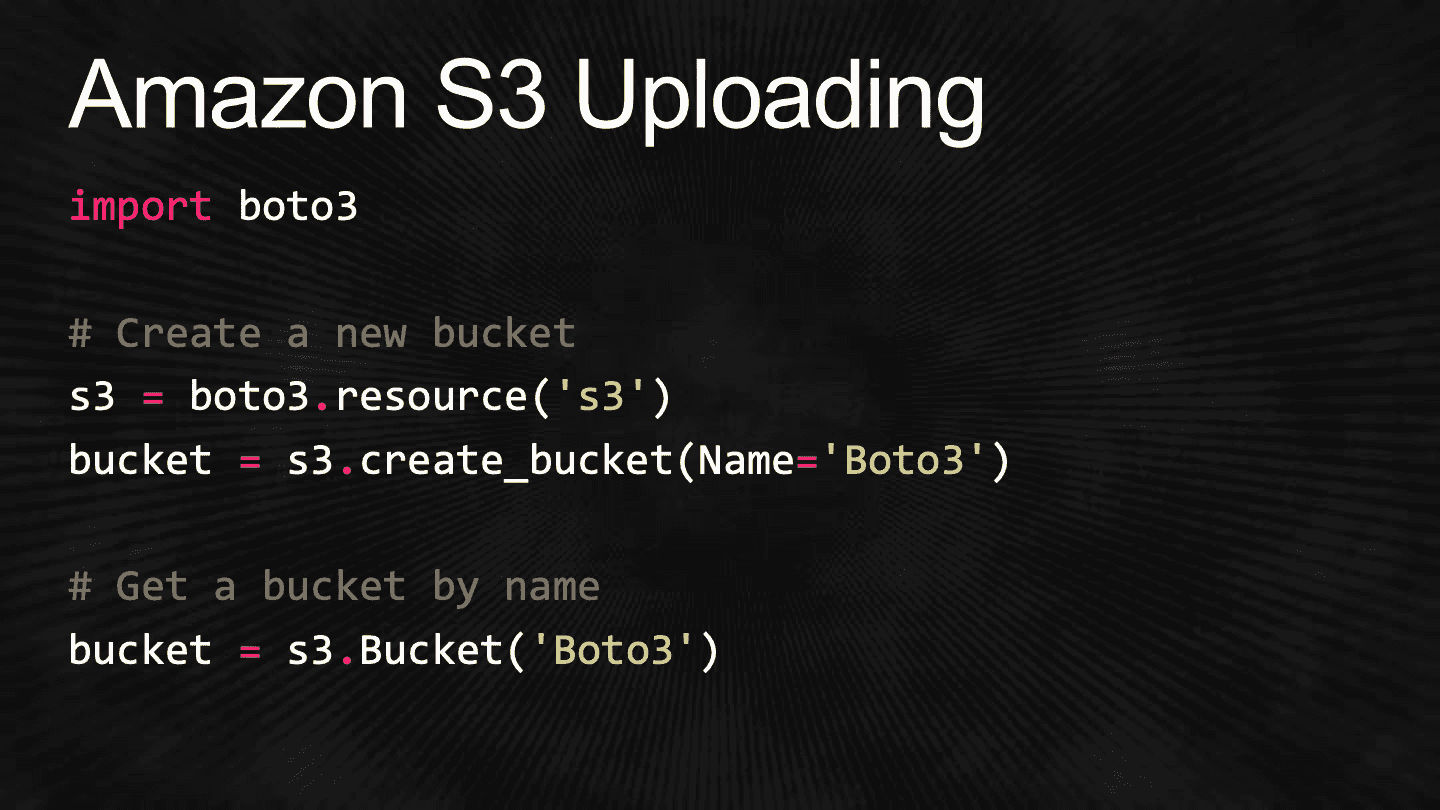 Amazon S3 Uploading
import boto3
# Create a new bucket
s3 = boto3.resource('s3')
bucket = s3.create_bucket(Name='Boto3')
# Get a bucket by name
bucket = s3.Bucket('Boto3')